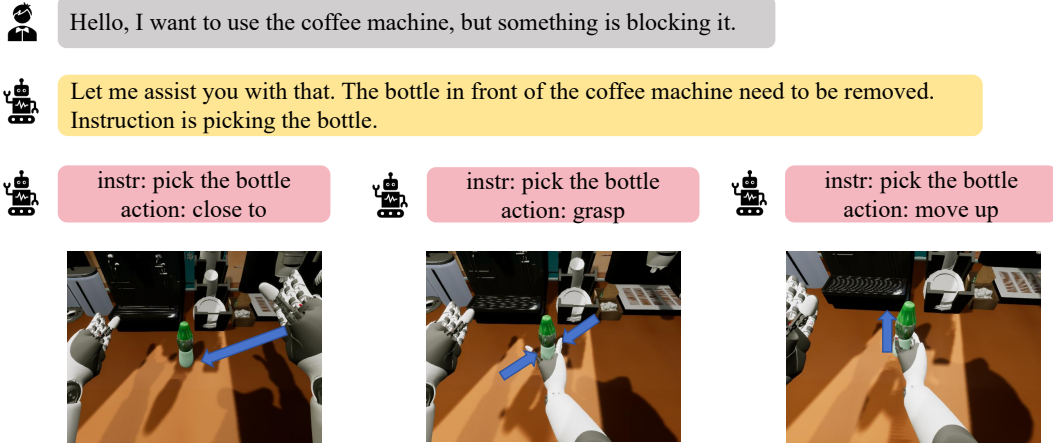 Hello, I want to use the coffee machine, but something is blocking it.
Let me assist you with that. The bottle in front of the coffee machine need to be removed.
Instruction is picking the bottle.
instr: pick the bottle
action: close to
instr: pick the bottle
action: grasp
instr: pick the bottle
action: move up